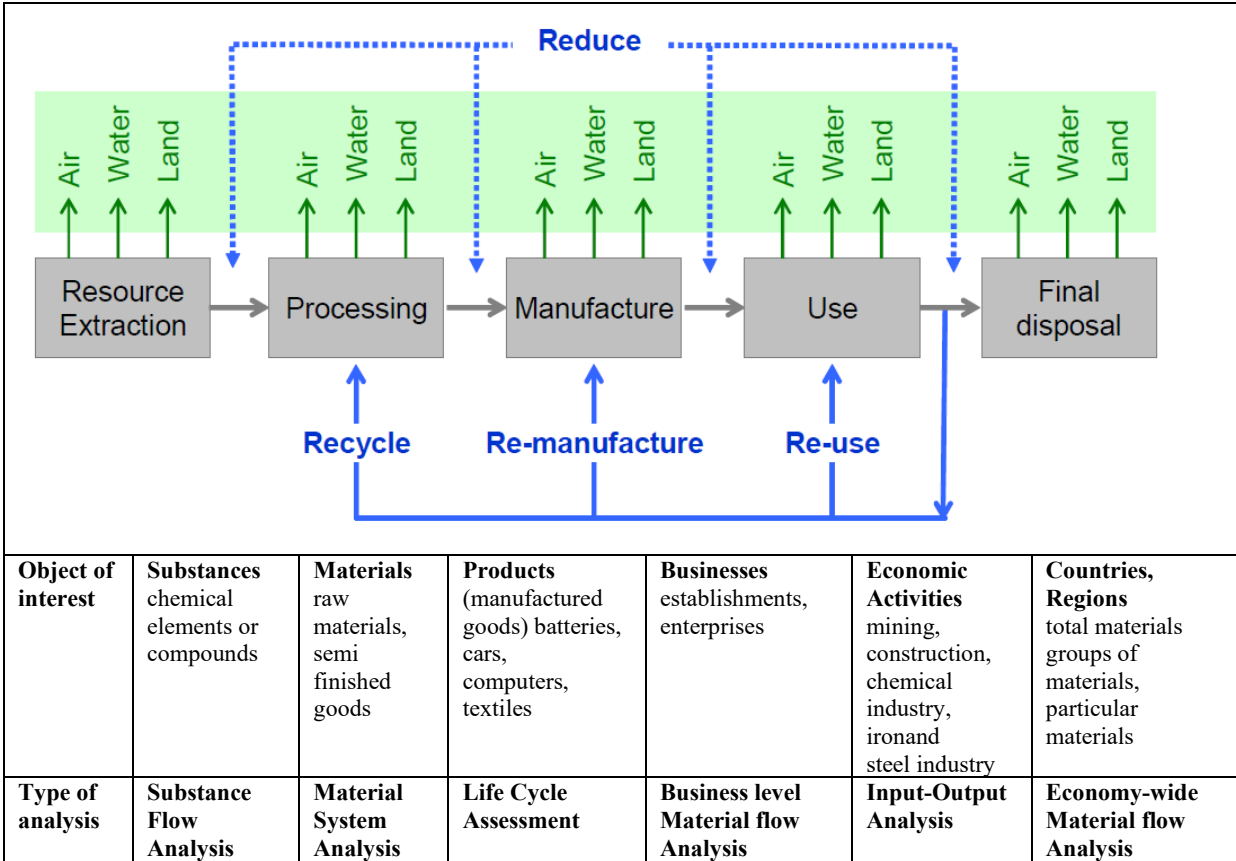 Reduce
Air
Water
Land
Air
Water
Land
Air
Water
Land
Air
Water
Land
Air
Water
Land
Resource
Extraction
Processing
Manufacture
Use
Final
disposal
Recycle
Re-manufacture
Re-use
Object of
interest
Substances
chemical
elements or
compounds
Materials
raw
materials,
semi
finished
goods
Products
(manufactured
goods) batteries,
cars,
computers,
textiles
Businesses
establishments,
enterprises
Economic
Activities
mining,
construction,
chemical
industry,
ironand
steel industry
Countries,
Regions
total materials
groups of
materials,
particular
materials
Type of
analysis
Substance
Flow
Analysis
Material
System
Analysis
Life Cycle
Assessment
Business level
Material flow
Analysis
Input-Output
Analysis
Economy-wide
Material flow
Analysis